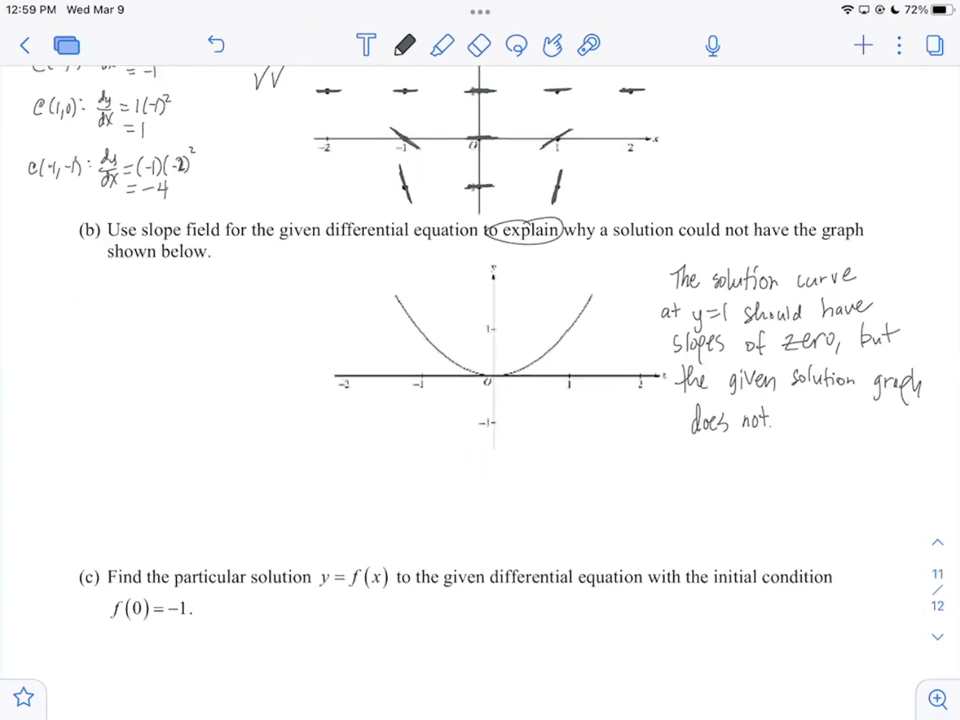 12:59 PM Mon Mar 9
72%
T
= -1
C(1,0): dy/dx = 1(-1)²
= 1
C(-1,-1): dy/dx = (-1)(-2)²
= -4
-2 -1 O 1 2 x
(b) Use slope field for the given differential equation to explain why a solution could not have the graph
shown below.
y
1
-2 -1 O 1 2 x
-1
The solution curve
at y=1 should have
slopes of zero, but
the given solution graph
does not.
(c) Find the particular solution y = f(x) to the given differential equation with the initial condition
f(0) = -1.
11
/
12